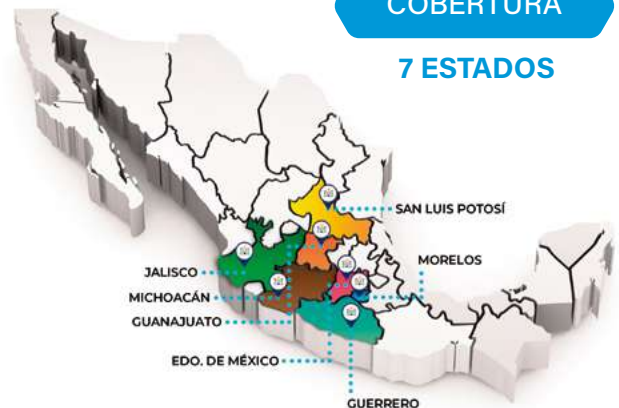 COBERTURA
7 ESTADOS
SAN LUIS POTOSÍ
MORELOS
JALISCO
MICHOACÁN
GUANAJUATO
EDO. DE MÉXICO
GUERRERO